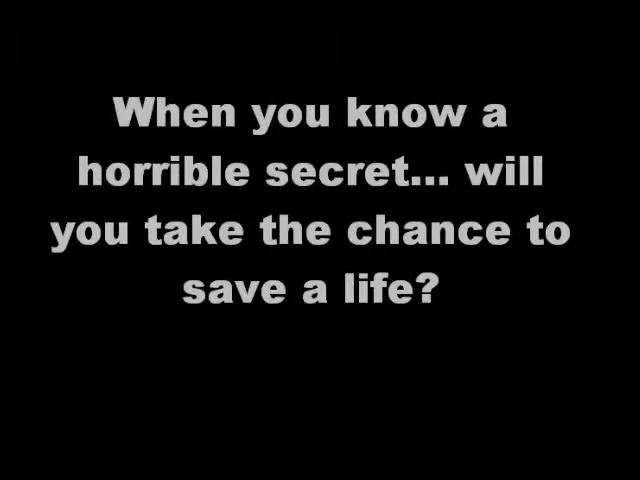 When you know a
horrible secret... will
you take the chance to
save a life?